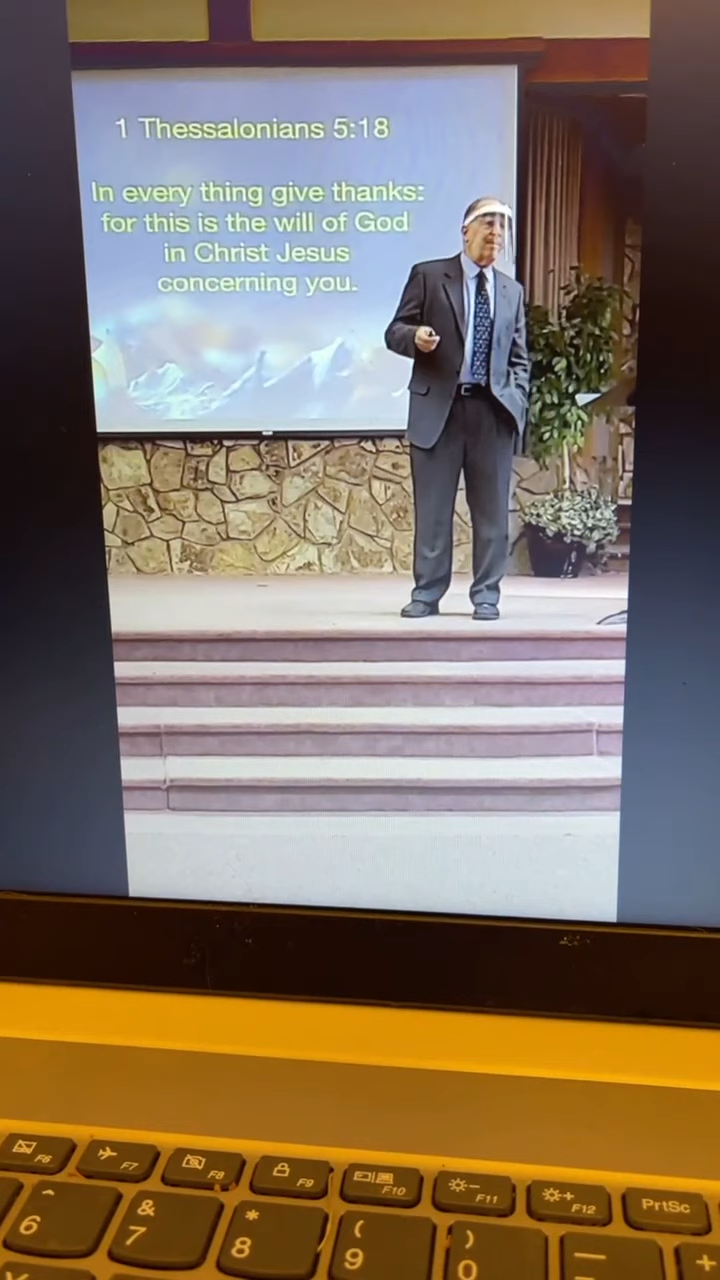 1 Thessalonians 5:18
In every thing give thanks:
for this is the will of God
in Christ Jesus
concerning you.
F6
F7
F8
F9
F10
F11
F12
PrtSc
^
6
&
7
*
8
(
9
)
0
—
+